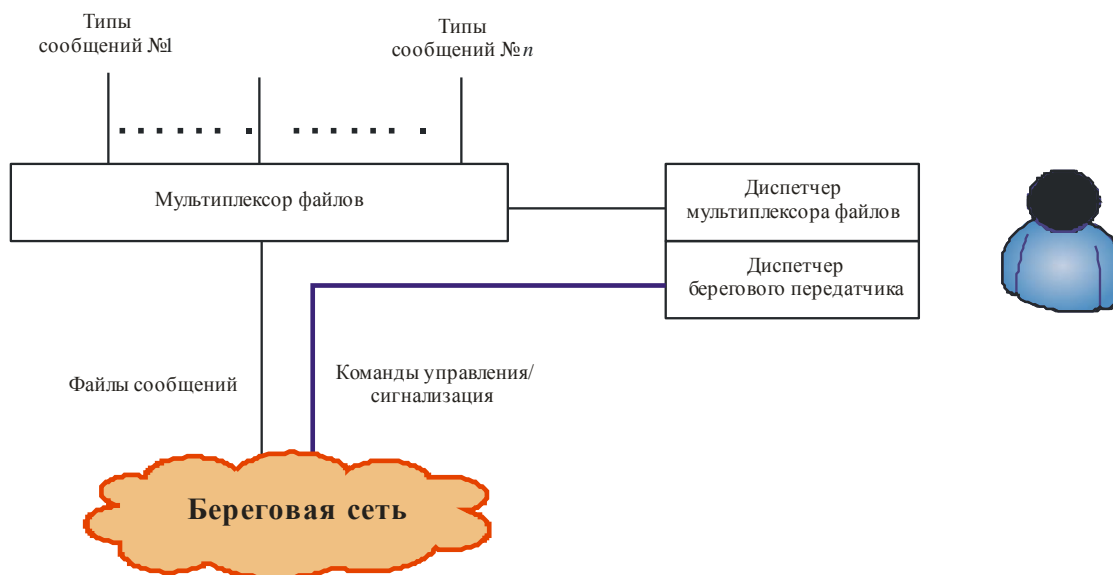 Типы
сообщений №1
Типы
сообщений № n
Мультиплексор файлов
Диспетчер
мультиплексора файлов
Диспетчер
берегового передатчика
Файлы сообщений
Команды управления/
сигнализация
Береговая сеть